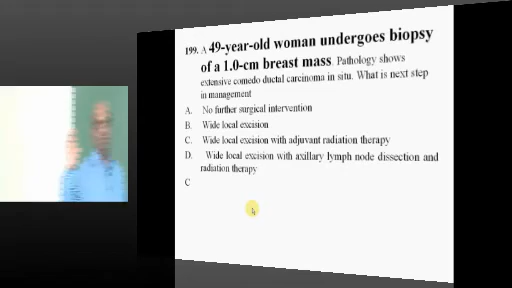 199. A 49-year-old woman undergoes biopsy
of a 1.0-cm breast mass. Pathology shows
extensive comedo ductal carcinoma in situ. What is next step
in management
A. No further surgical intervention
B. Wide local excision
C. Wide local excision with adjuvant radiation therapy
D. Wide local excision with axillary lymph node dissection and
radiation therapy
C